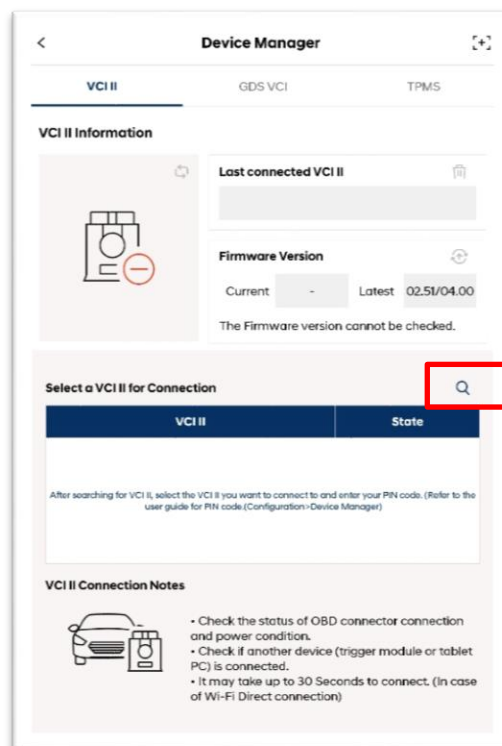 Device Manager
VCI II GDS VCI TPMS
VCI II Information
Last connected VCI II
Firmware Version
Current - Latest 02.51/04.00
The Firmware version cannot be checked.
Select a VCI II for Connection
VCI II State
After searching for VCI II, select the VCI II you want to connect to and enter your PIN code. (Refer to the
user guide for PIN code.(Configuration>Device Manager)
VCI II Connection Notes
• Check the status of OBD connector connection
and power condition.
• Check if another device (trigger module or tablet
PC) is connected.
• It may take up to 30 Seconds to connect. (In case
of Wi-Fi Direct connection)